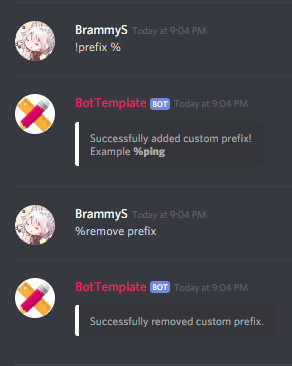 BrammyS Today at 9:04 PM
!prefix %
BotTemplate BOT Today at 9:04 PM
Successfully added custom prefix!
Example %ping
BrammyS Today at 9:04 PM
%remove prefix
BotTemplate BOT Today at 9:04 PM
Successfully removed custom prefix.